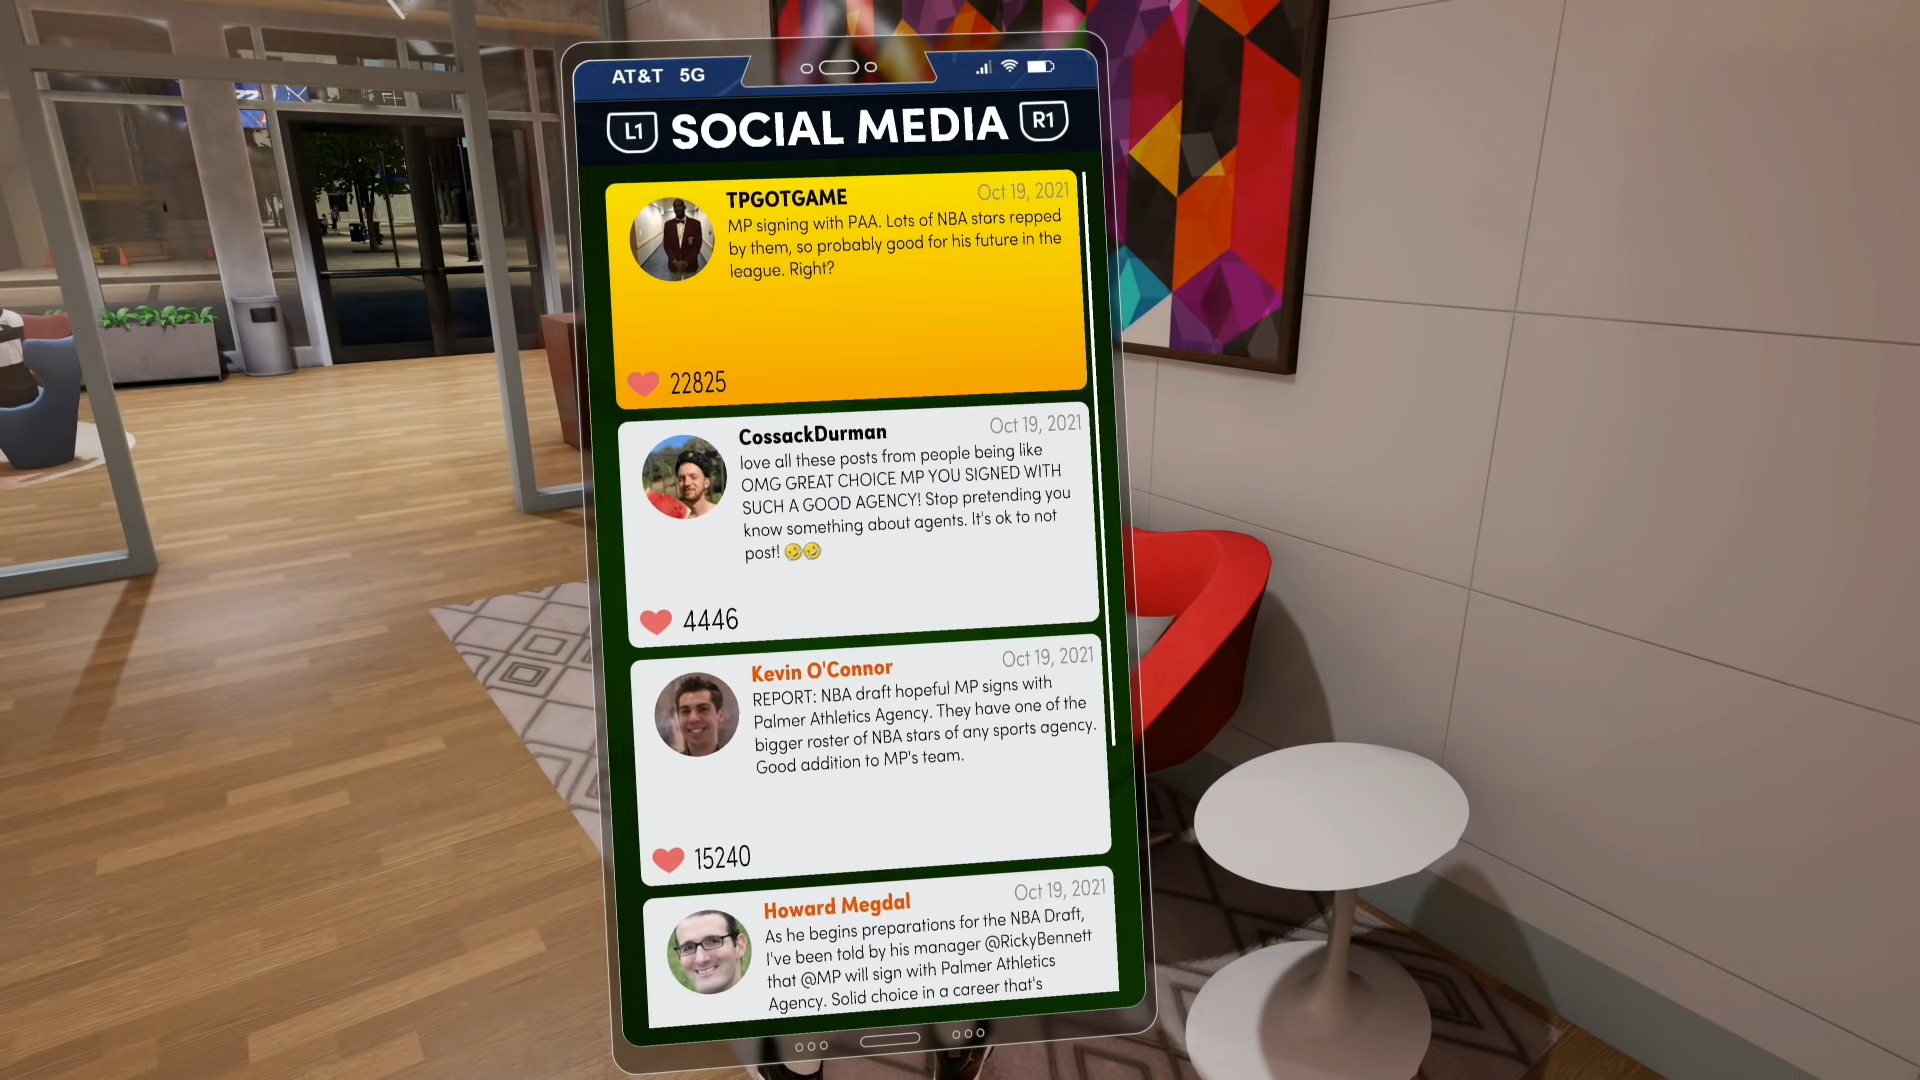 AT&T 5G
L1 SOCIAL MEDIA R1
TPGOTGAME Oct 19, 2021
MP signing with PAA. Lots of NBA stars repped
by them, so probably good for his future in the
league. Right?
22825
CossackDurman Oct 19, 2021
love all these posts from people being like
OMG GREAT CHOICE MP YOU SIGNED WITH
SUCH A GOOD AGENCY! Stop pretending you
know something about agents. It's ok to not
post! 🤣🤣
4446
Kevin O'Connor Oct 19, 2021
REPORT: NBA draft hopeful MP signs with
Palmer Athletics Agency. They have one of the
bigger roster of NBA stars of any sports agency.
Good addition to MP's team.
15240
Howard Megdal Oct 19, 2021
As he begins preparations for the NBA Draft,
I've been told by his manager @RickyBennett
that @MP will sign with Palmer Athletics
Agency. Solid choice in a career that's